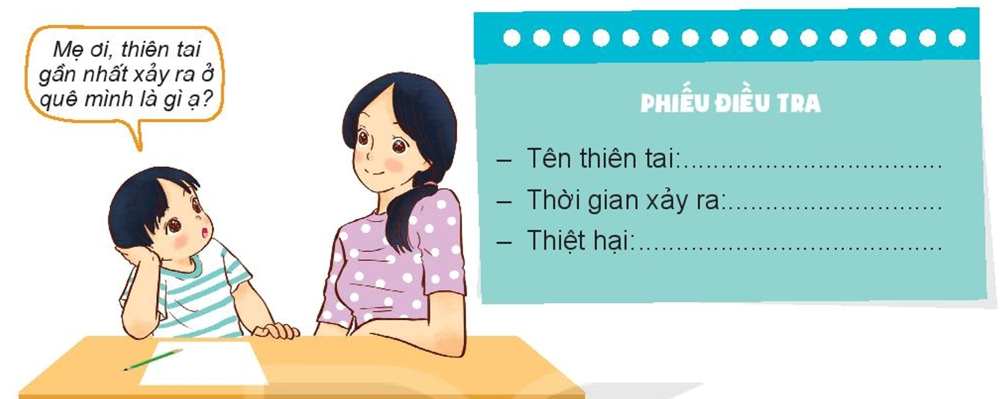 Mẹ ơi, thiên tai
gần nhất xảy ra ở
quê mình là gì ạ?
PHIẾU ĐIỀU TRA
– Tên thiên tai:...................................
– Thời gian xảy ra:.............................
– Thiệt hại:.........................................